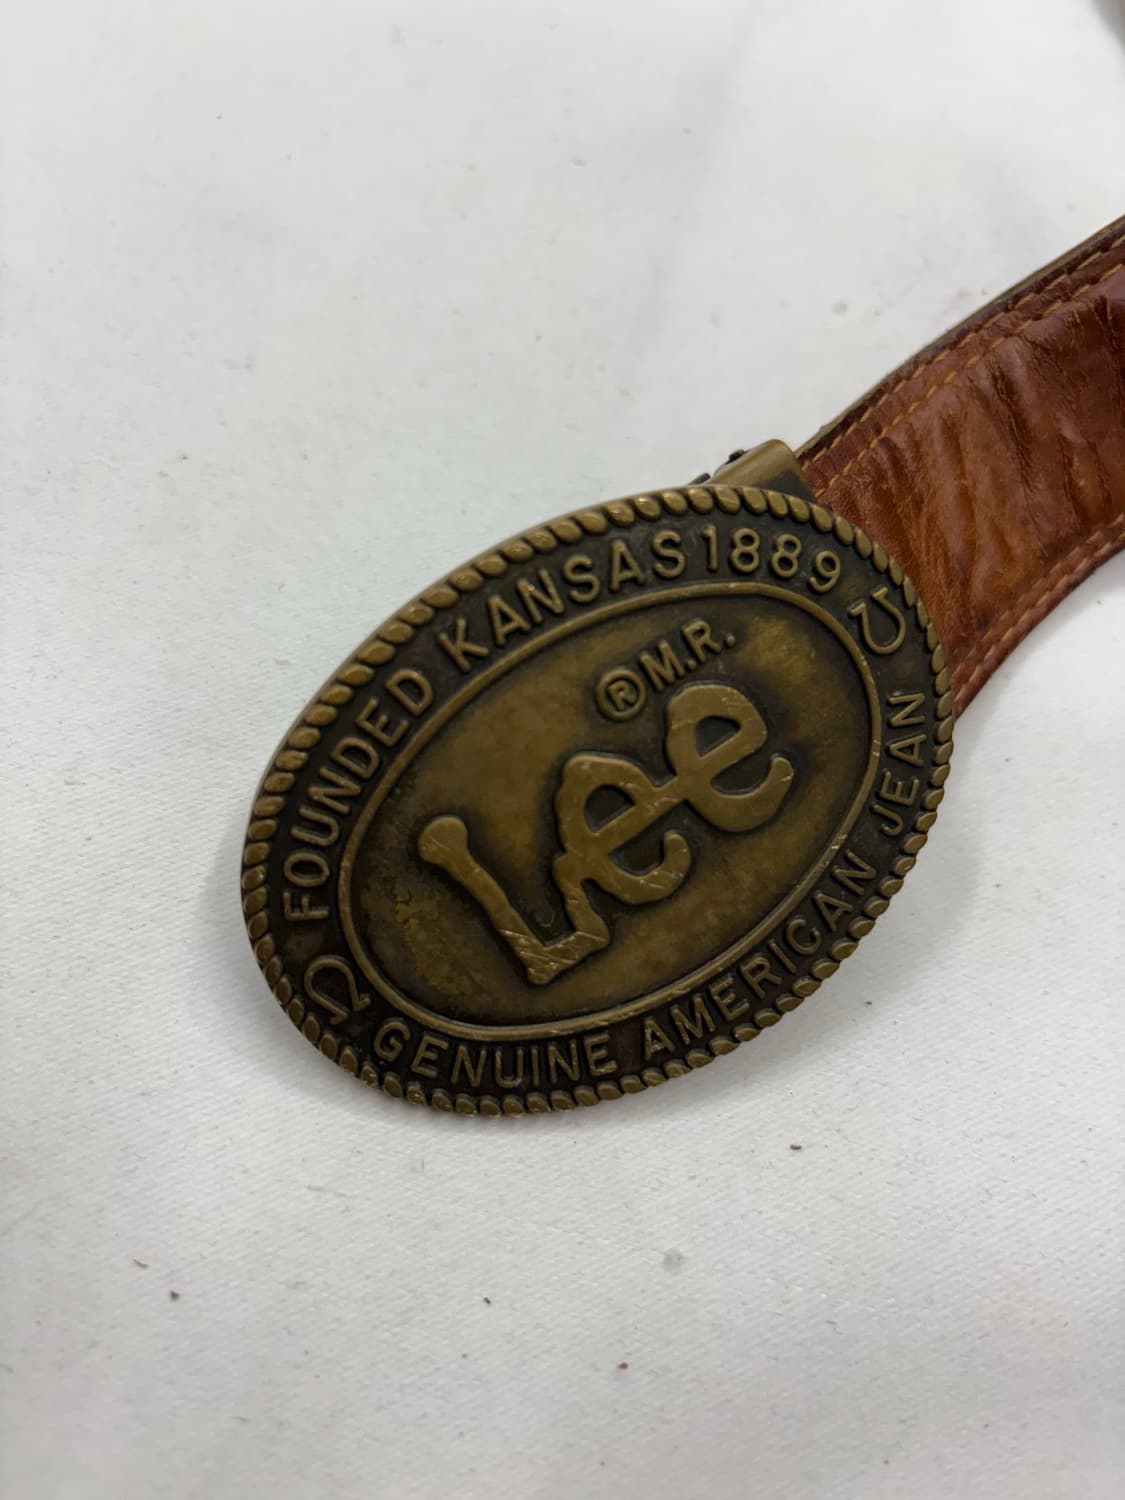 FOUNDED KANSAS 1889
® M.R.
Lee
GENUINE AMERICAN JEAN